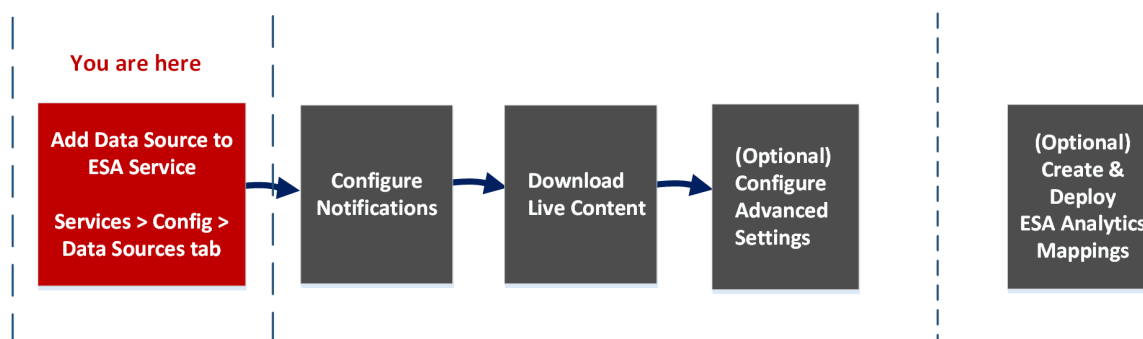 You are here
Add Data Source to
ESA Service
Services > Config >
Data Sources tab
Configure
Notifications
Download
Live Content
(Optional)
Configure
Advanced
Settings
(Optional)
Create &
Deploy
ESA Analytics
Mappings